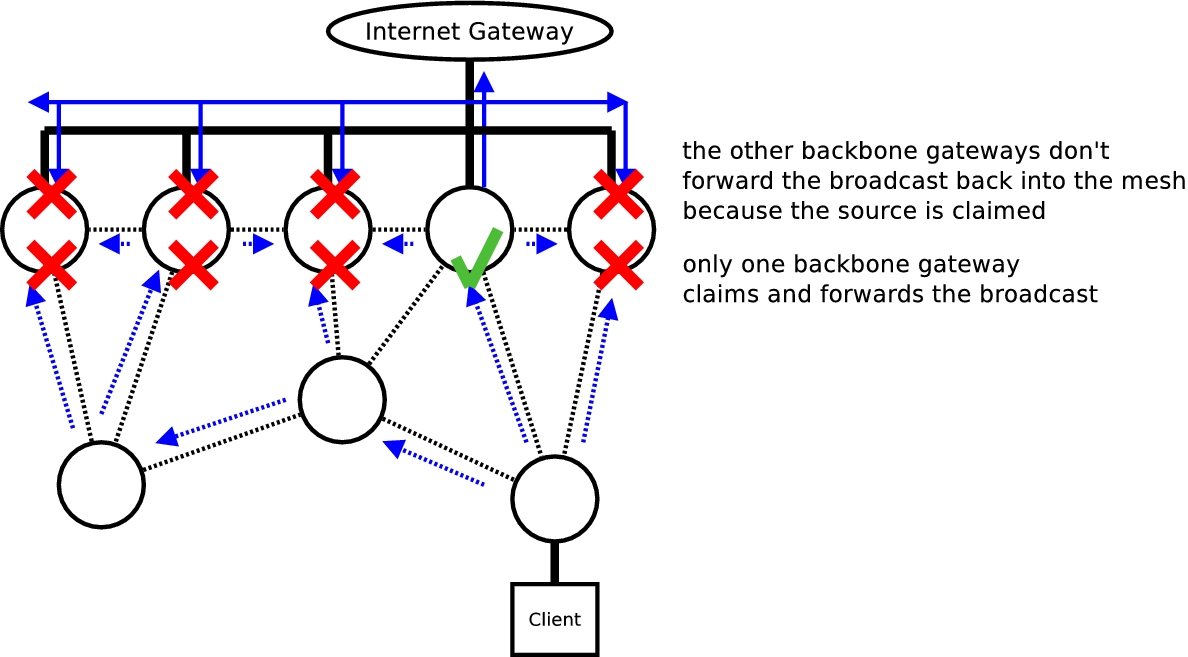 Internet Gateway
the other backbone gateways don't
forward the broadcast back into the mesh
because the source is claimed
only one backbone gateway
claims and forwards the broadcast
Client